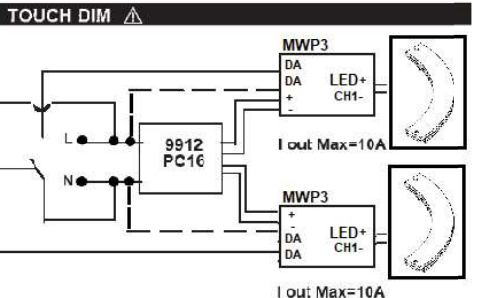 TOUCH DIM ⚠
MWP3
DA
DA
LED+
+
CH1-
-
I out Max=10A
L
9912
PC16
N
MWP3
+
-
LED+
DA
CH1-
DA
I out Max=10A